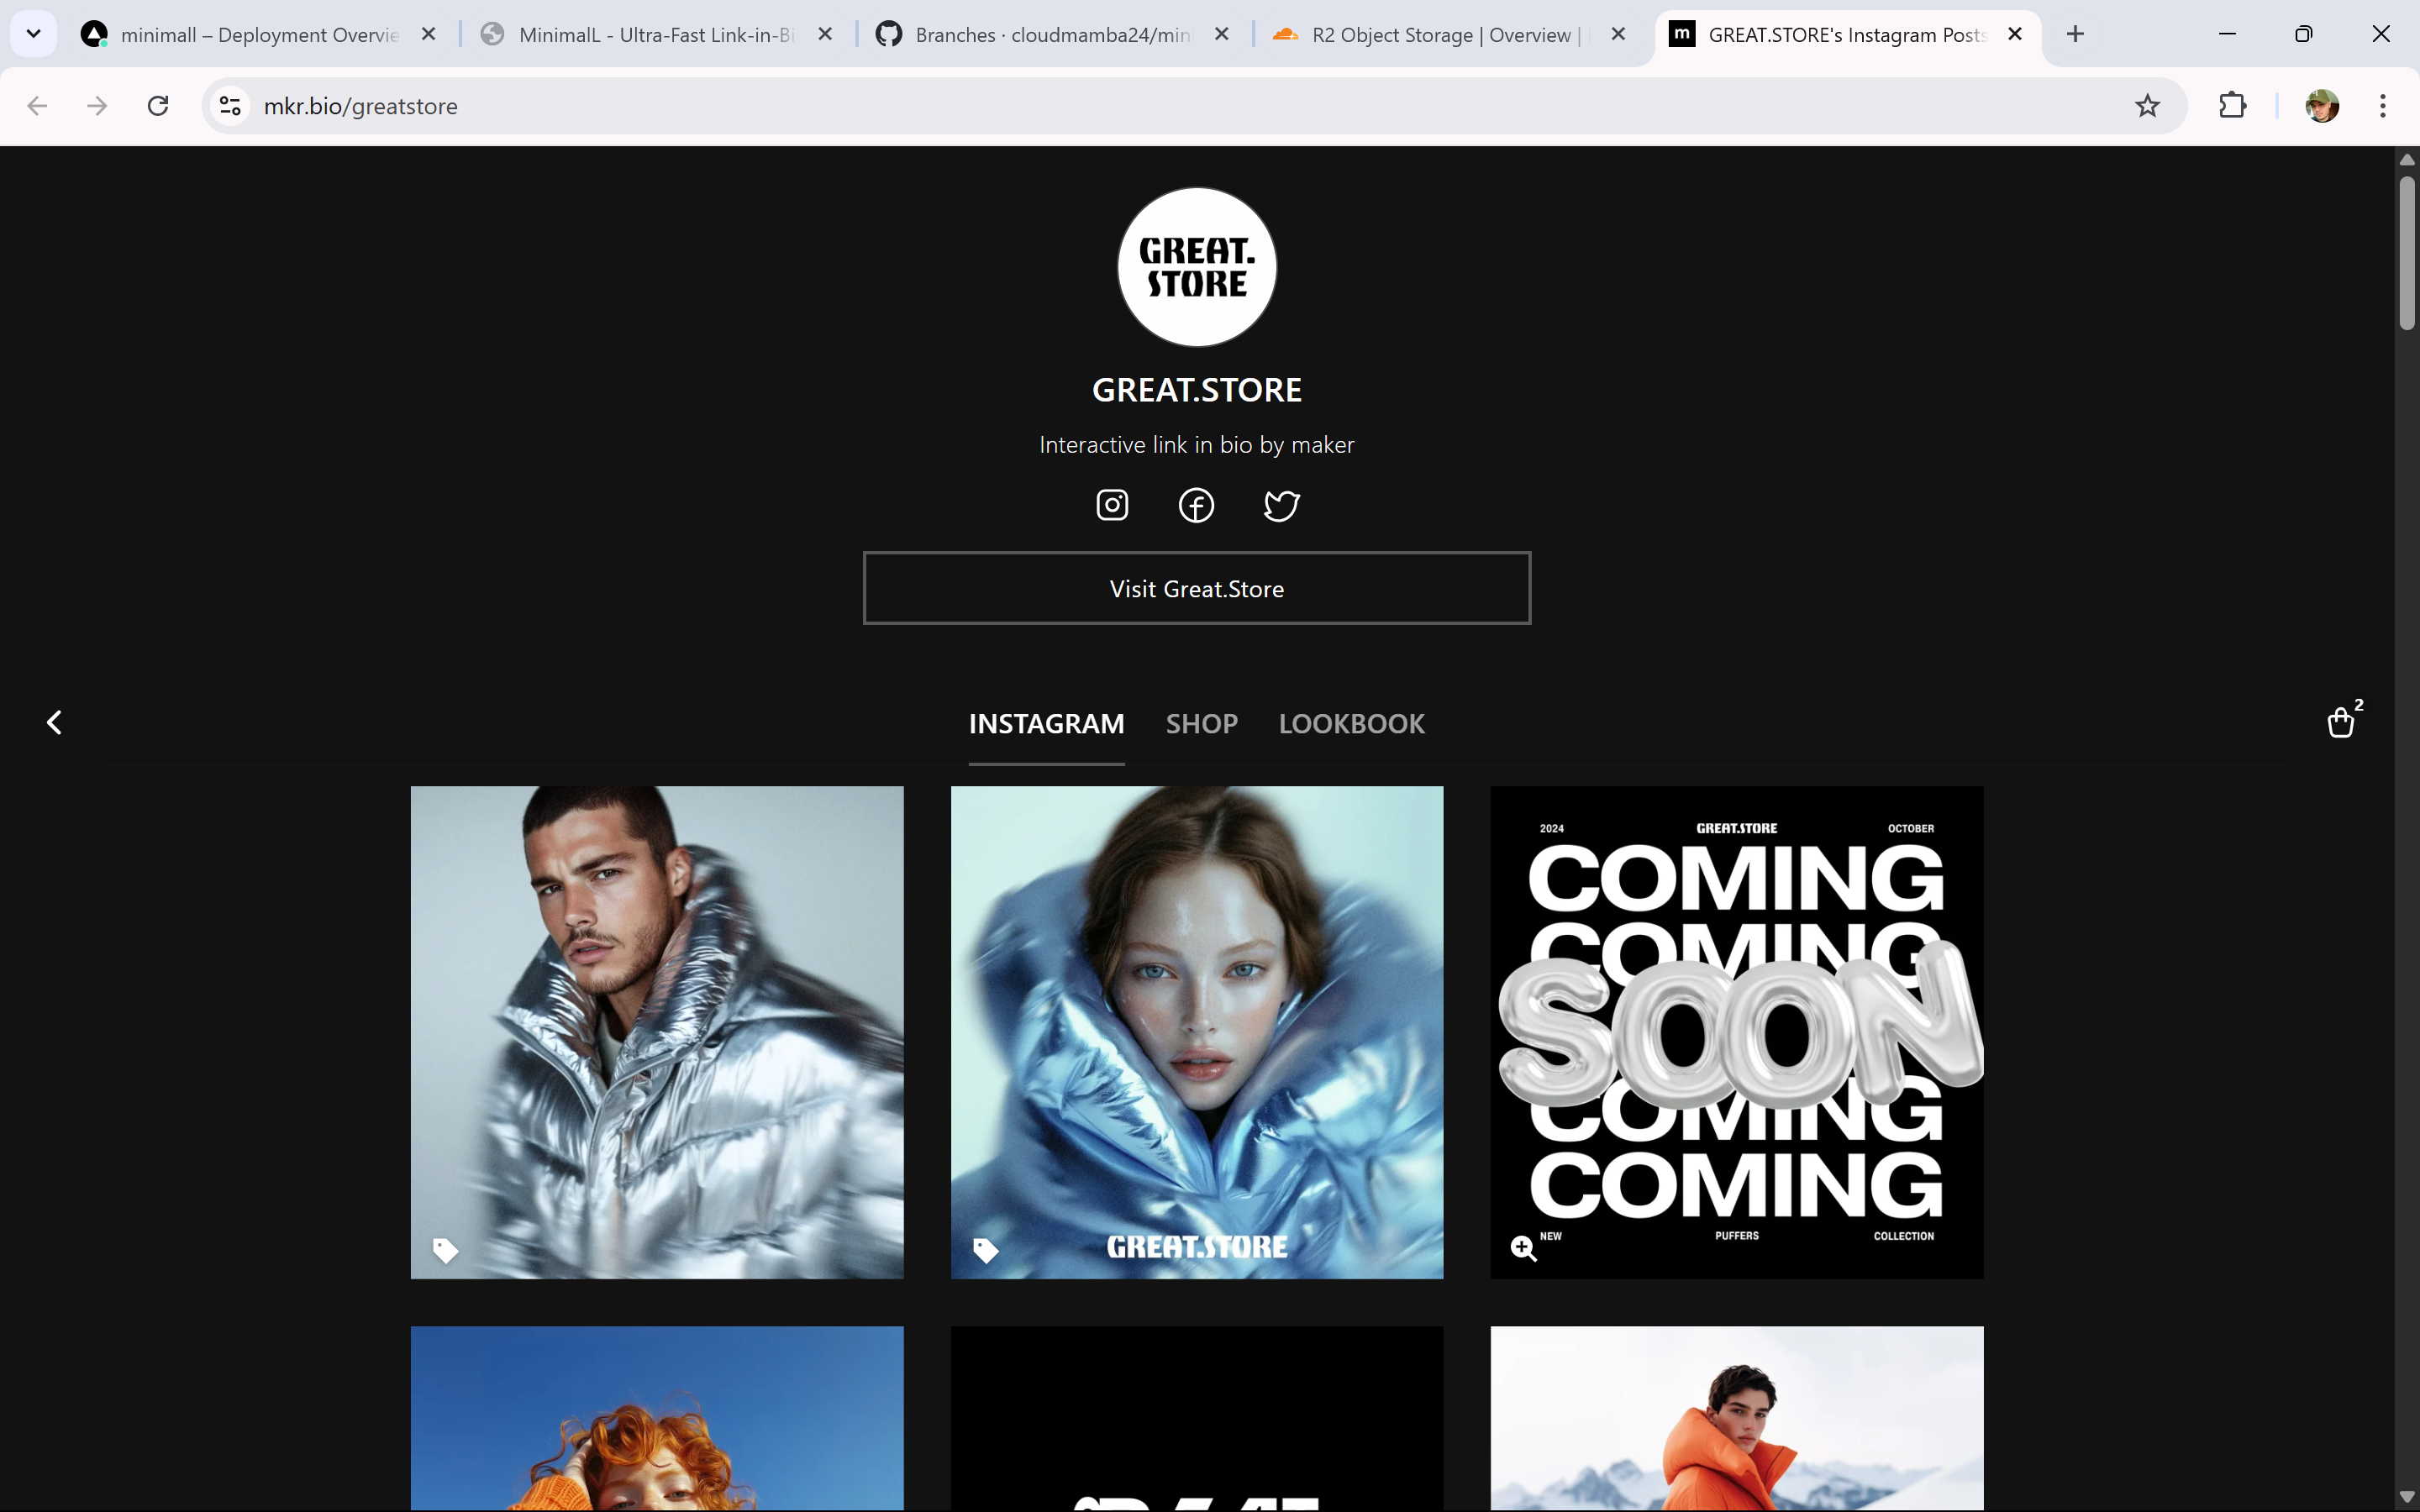 minimall – Deployment Overvie
MinimalL - Ultra-Fast Link-in-Bi
Branches · cloudmamba24/min
R2 Object Storage | Overview |
m
GREAT.STORE's Instagram Posts
mkr.bio/greatstore
GREAT.
STORE
GREAT.STORE
Interactive link in bio by maker
Visit Great.Store
INSTAGRAM
SHOP
LOOKBOOK
2
GREAT.STORE
2024
GREAT.STORE
OCTOBER
COMING
COMING
SOON
COMING
COMING
NEW
PUFFERS
COLLECTION